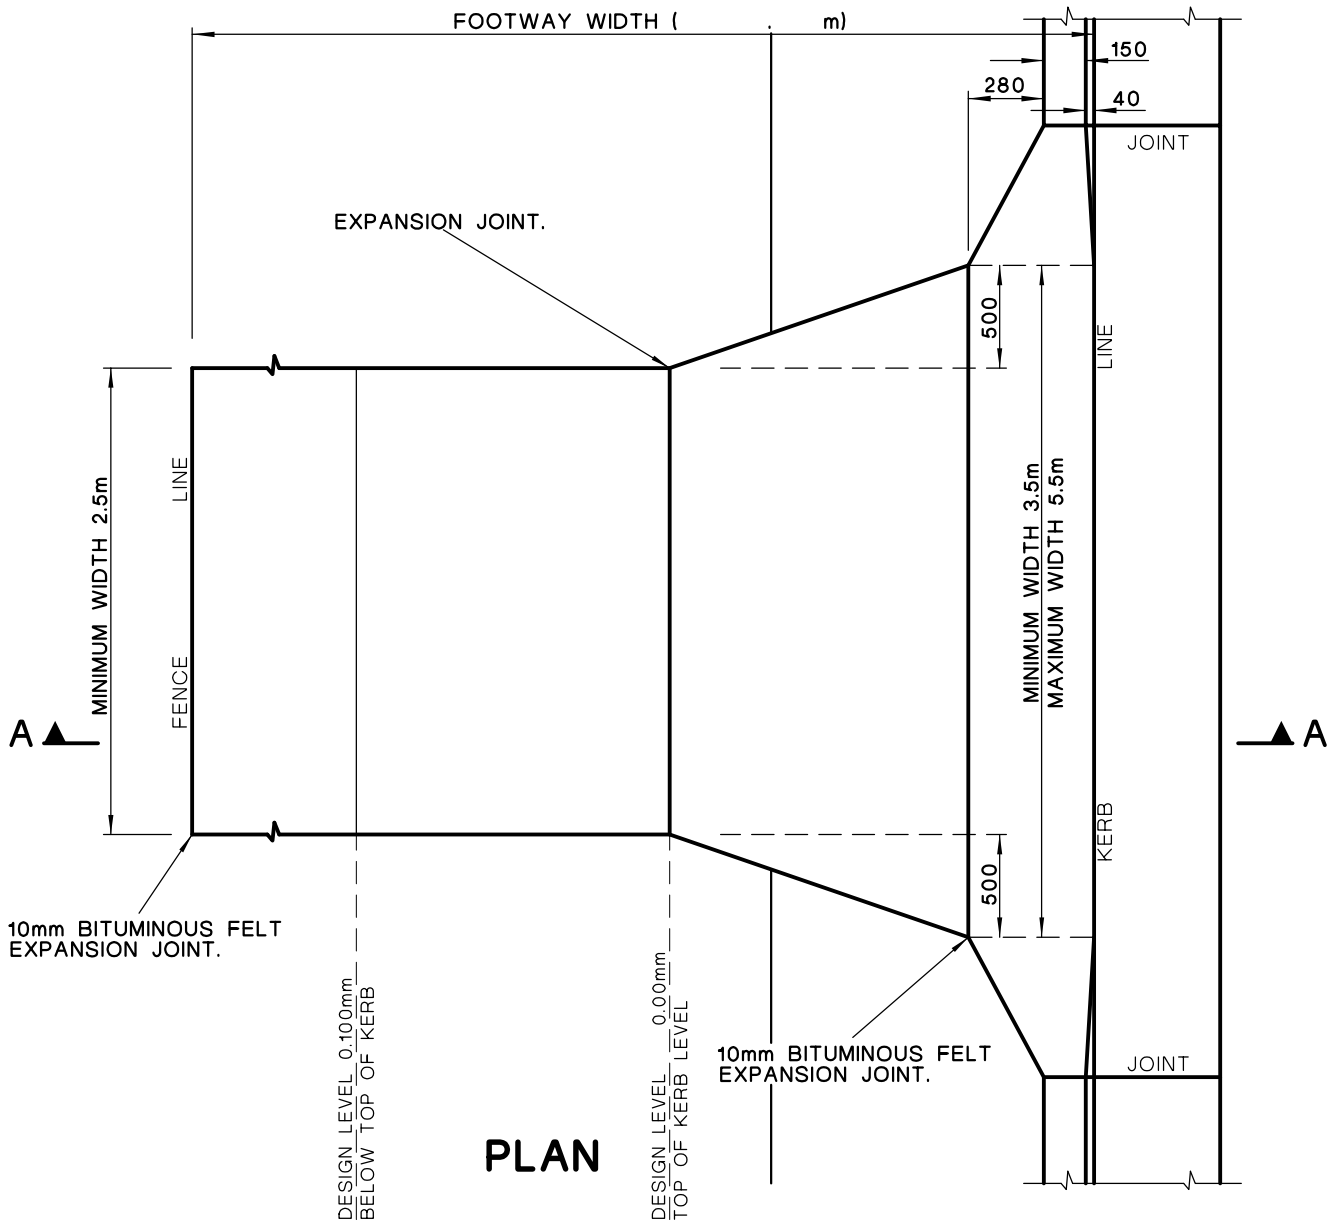 FOOTWAY WIDTH ( . m)
150
280
40
JOINT
EXPANSION JOINT.
500
LINE
LINE
MINIMUM WIDTH 2.5m
MINIMUM WIDTH 3.5m
MAXIMUM WIDTH 5.5m
FENCE
A
A
KERB
500
10mm BITUMINOUS FELT
EXPANSION JOINT.
DESIGN LEVEL 0.100mm
BELOW TOP OF KERB
DESIGN LEVEL 0.00mm
TOP OF KERB LEVEL
10mm BITUMINOUS FELT
EXPANSION JOINT.
JOINT
PLAN